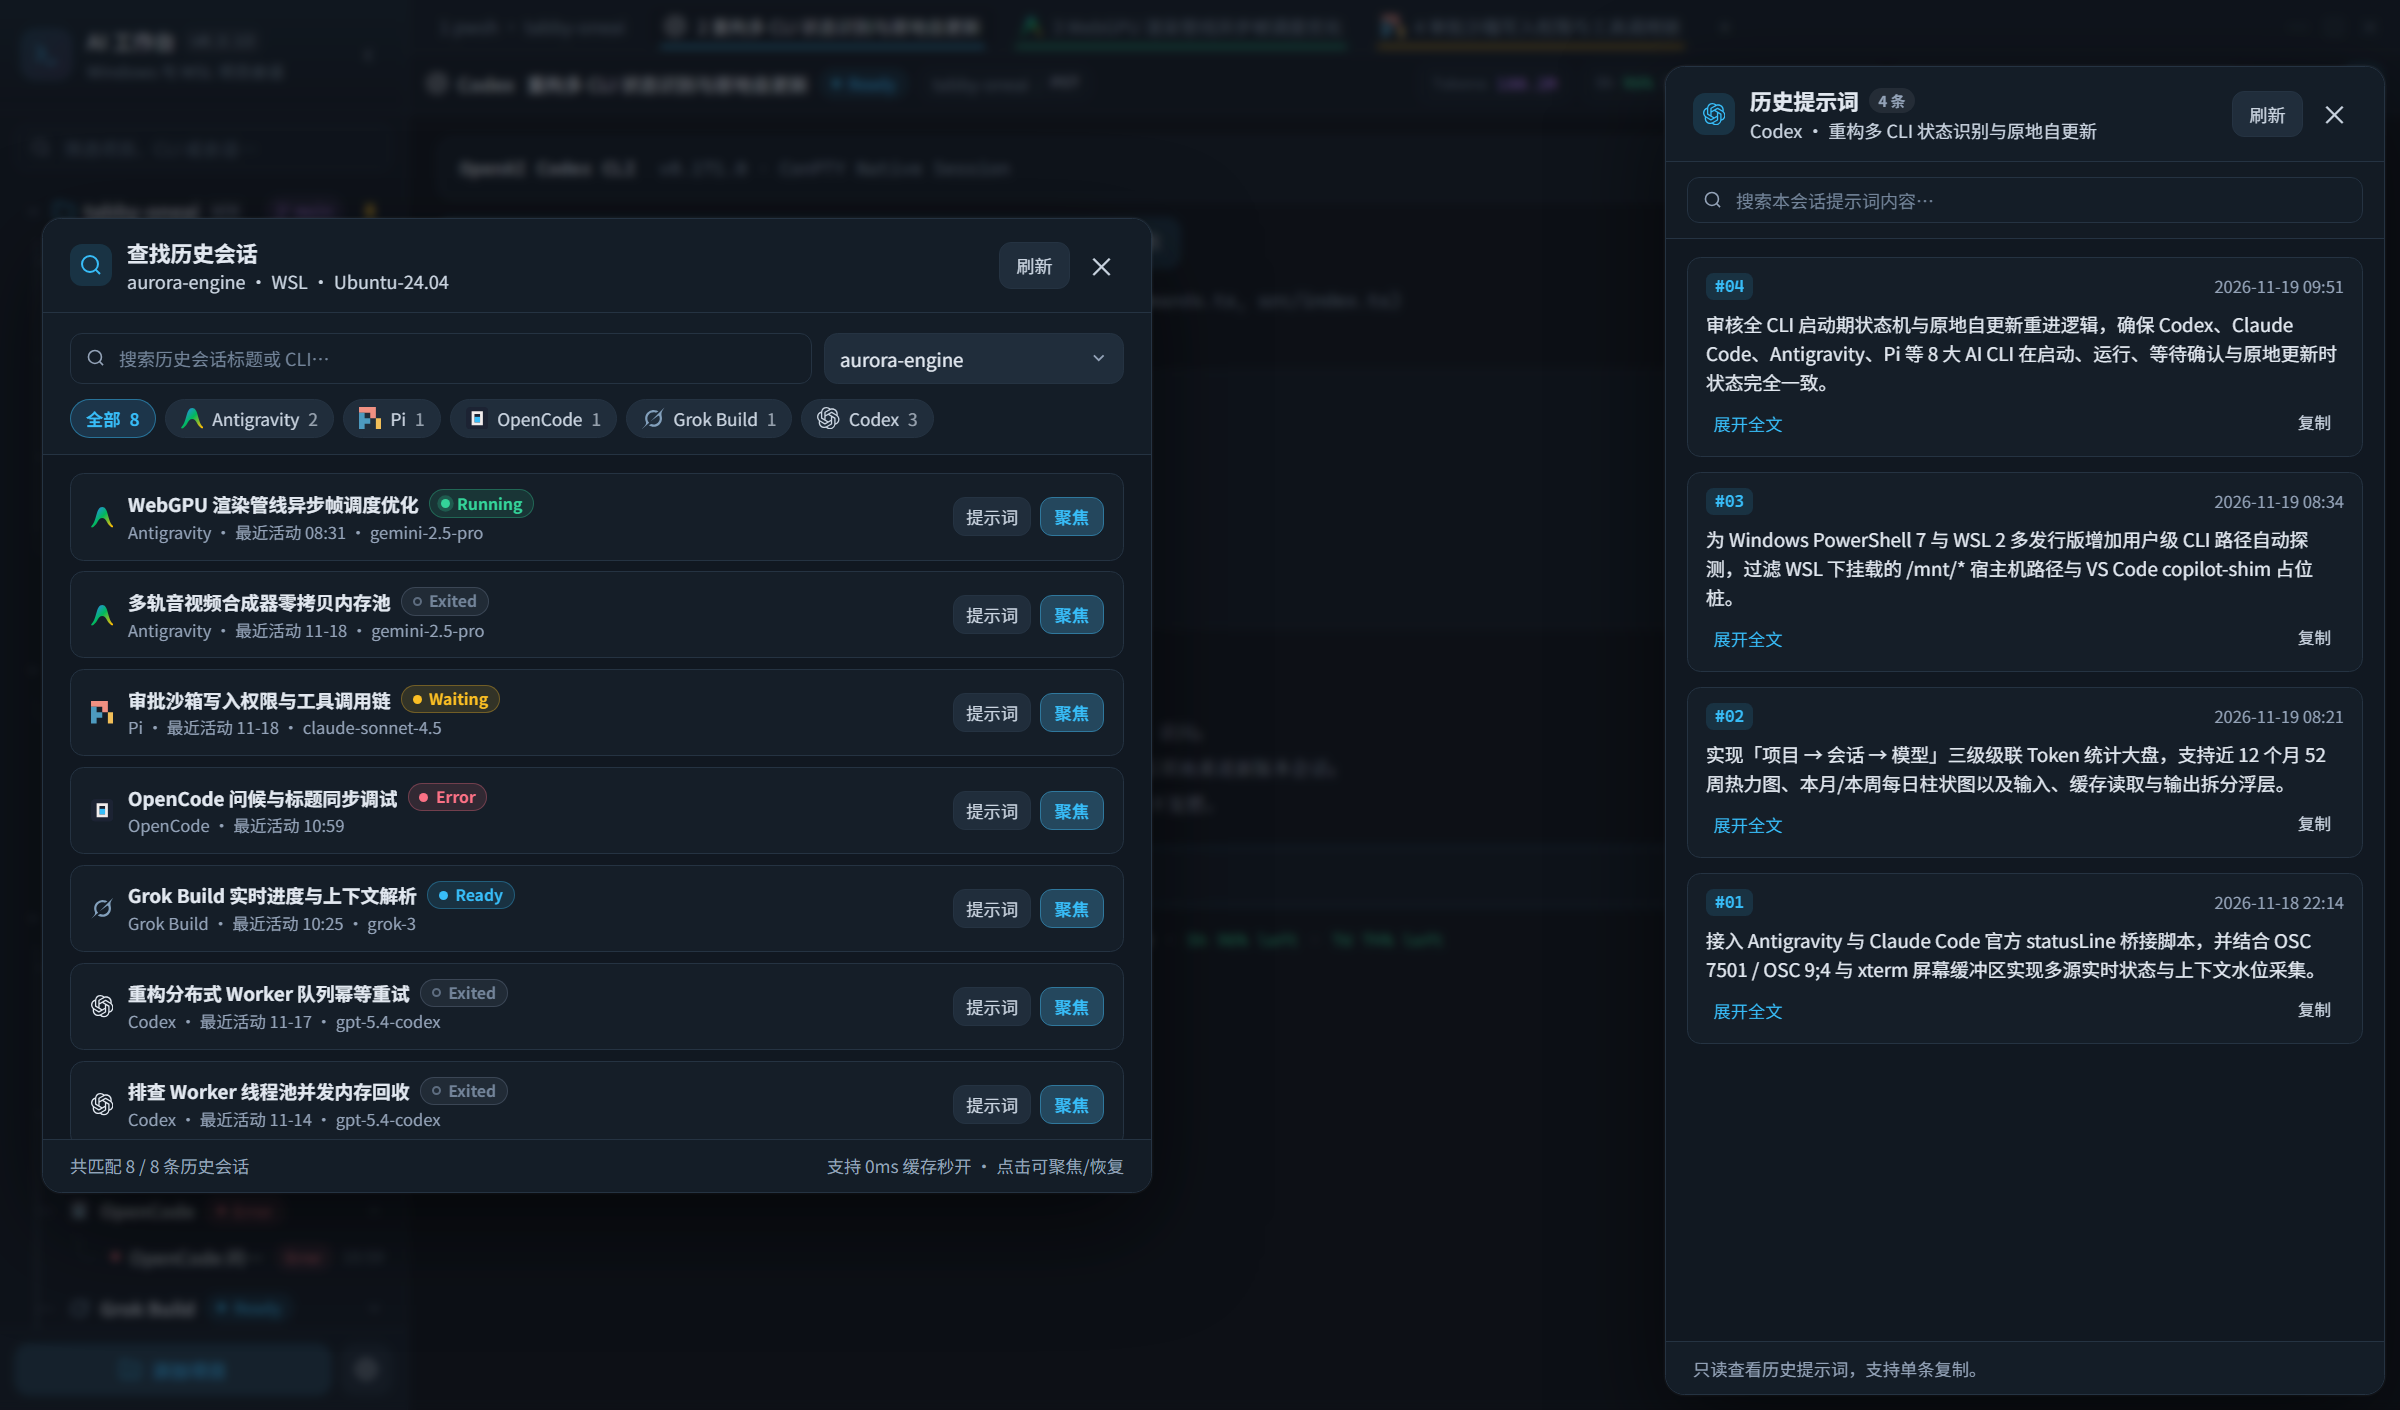 查找历史会话
aurora-engine • WSL • Ubuntu-24.04
刷新
搜索历史会话标题或 CLI…
aurora-engine
全部 8
Antigravity 2
Pi 1
OpenCode 1
Grok Build 1
Codex 3
WebGPU 渲染管线异步帧调度优化 Running
Antigravity • 最近活动 08:31 • gemini-2.5-pro
提示词 聚焦
多轨音视频合成器零拷贝内存池 Exited
Antigravity • 最近活动 11-18 • gemini-2.5-pro
提示词 聚焦
审批沙箱写入权限与工具调用链 Waiting
Pi • 最近活动 11-18 • claude-sonnet-4.5
提示词 聚焦
OpenCode 问候与标题同步调试 Error
OpenCode • 最近活动 10:59
提示词 聚焦
Grok Build 实时进度与上下文解析 Ready
Grok Build • 最近活动 10:25 • grok-3
提示词 聚焦
重构分布式 Worker 队列幂等重试 Exited
Codex • 最近活动 11-17 • gpt-5.4-codex
提示词 聚焦
排查 Worker 线程池并发内存回收 Exited
Codex • 最近活动 11-14 • gpt-5.4-codex
提示词 聚焦
共匹配 8 / 8 条历史会话
支持 0ms 缓存秒开 • 点击可聚焦/恢复
历史提示词 4 条
Codex • 重构多 CLI 状态识别与原地自更新
刷新
搜索本会话提示词内容…
#04 2026-11-19 09:51
审核全 CLI 启动期状态机与原地自更新重进逻辑，确保 Codex、Claude
Code、Antigravity、Pi 等 8 大 AI CLI 在启动、运行、等待确认与原地更新时
状态完全一致。
展开全文 复制
#03 2026-11-19 08:34
为 Windows PowerShell 7 与 WSL 2 多发行版增加用户级 CLI 路径自动探
测，过滤 WSL 下挂载的 /mnt/* 宿主机路径与 VS Code copilot-shim 占位
桩。
展开全文 复制
#02 2026-11-19 08:21
实现「项目 → 会话 → 模型」三级级联 Token 统计大盘，支持近 12 个月 52
周热力图、本月/本周每日柱状图以及输入、缓存读取与输出拆分浮层。
展开全文 复制
#01 2026-11-18 22:14
接入 Antigravity 与 Claude Code 官方 statusLine 桥接脚本，并结合 OSC
7501 / OSC 9;4 与 xterm 屏幕缓冲区实现多源实时状态与上下文水位采集。
展开全文 复制
只读查看历史提示词，支持单条复制。